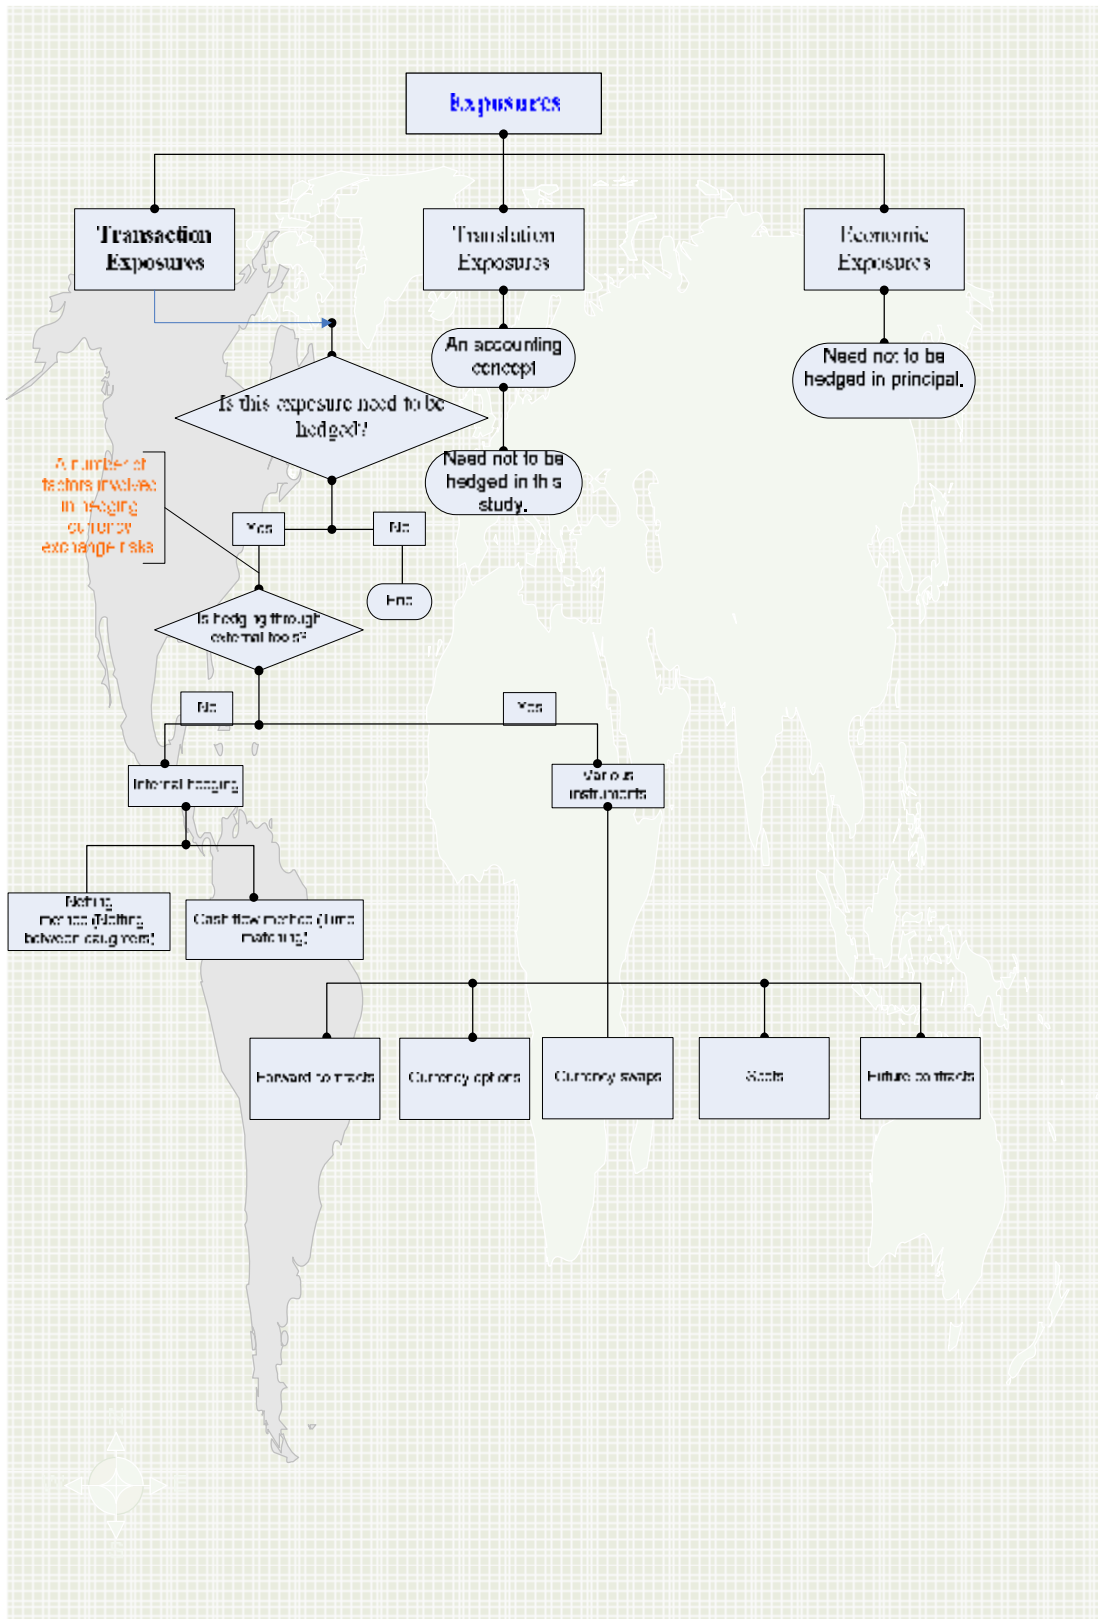 Exposures
Transaction
Exposures
Translation
Exposures
Economic
Exposures
An accounting
concept
Need not to be
hedged in principal.
Is this exposure need to be
hedged?
Need not to be
hedged in this
study.
A number of
factors involved
in hedging
currency
exchange risks
Yes
No
End
Is hedging through
external tools?
No
Yes
Internal hedging
Various
instruments
Netting
method (Netting
between
Cash flow method (Time
matching)
Forward contracts
Currency options
Currency swaps
Spots
Future contracts